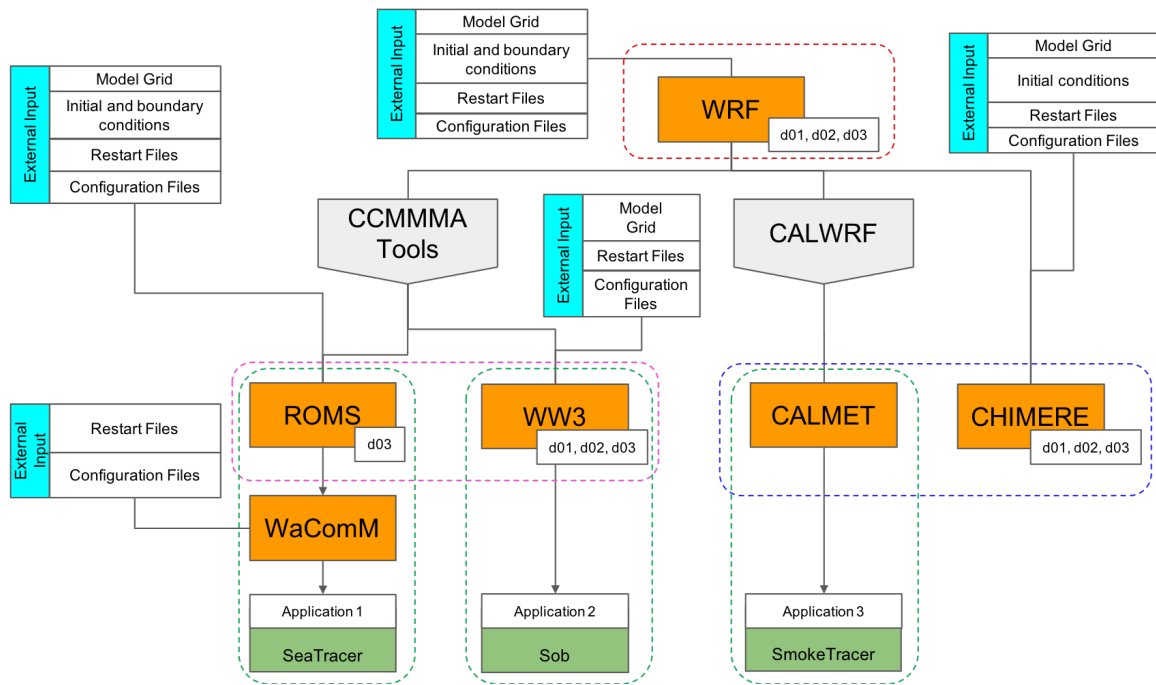 External Input
Model Grid
Initial and boundary
conditions
Restart Files
Configuration Files
External Input
Model Grid
Initial and boundary
conditions
Restart Files
Configuration Files
WRF
d01, d02, d03
External Input
Model Grid
Initial conditions
Restart Files
Configuration Files
CCMMMA
Tools
External Input
Model
Grid
Restart Files
Configuration
Files
CALWRF
ROMS
d03
WW3
d01, d02, d03
CALMET
CHIMERE
d01, d02, d03
External
Input
Restart Files
Configuration Files
WaComM
Application 1
SeaTracer
Application 2
Sob
Application 3
SmokeTracer